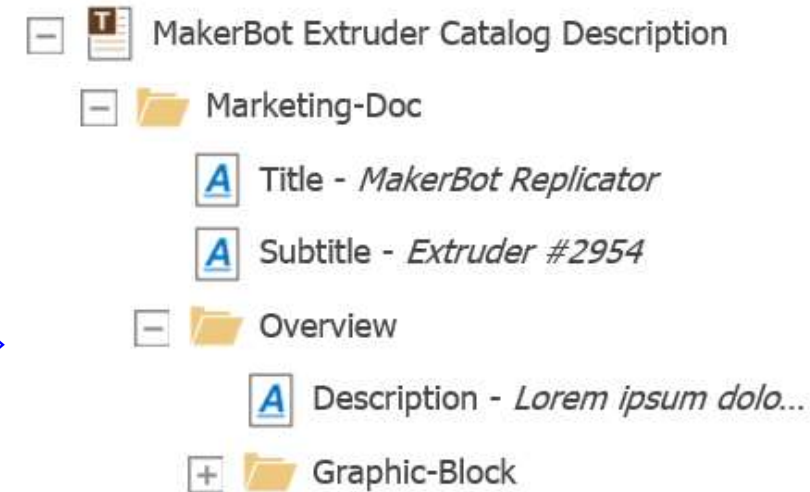 MakerBot Extruder Catalog Description
Marketing-Doc
Title - MakerBot Replicator
Subtitle - Extruder #2954
Overview
Description - Lorem ipsum dolo...
Graphic-Block